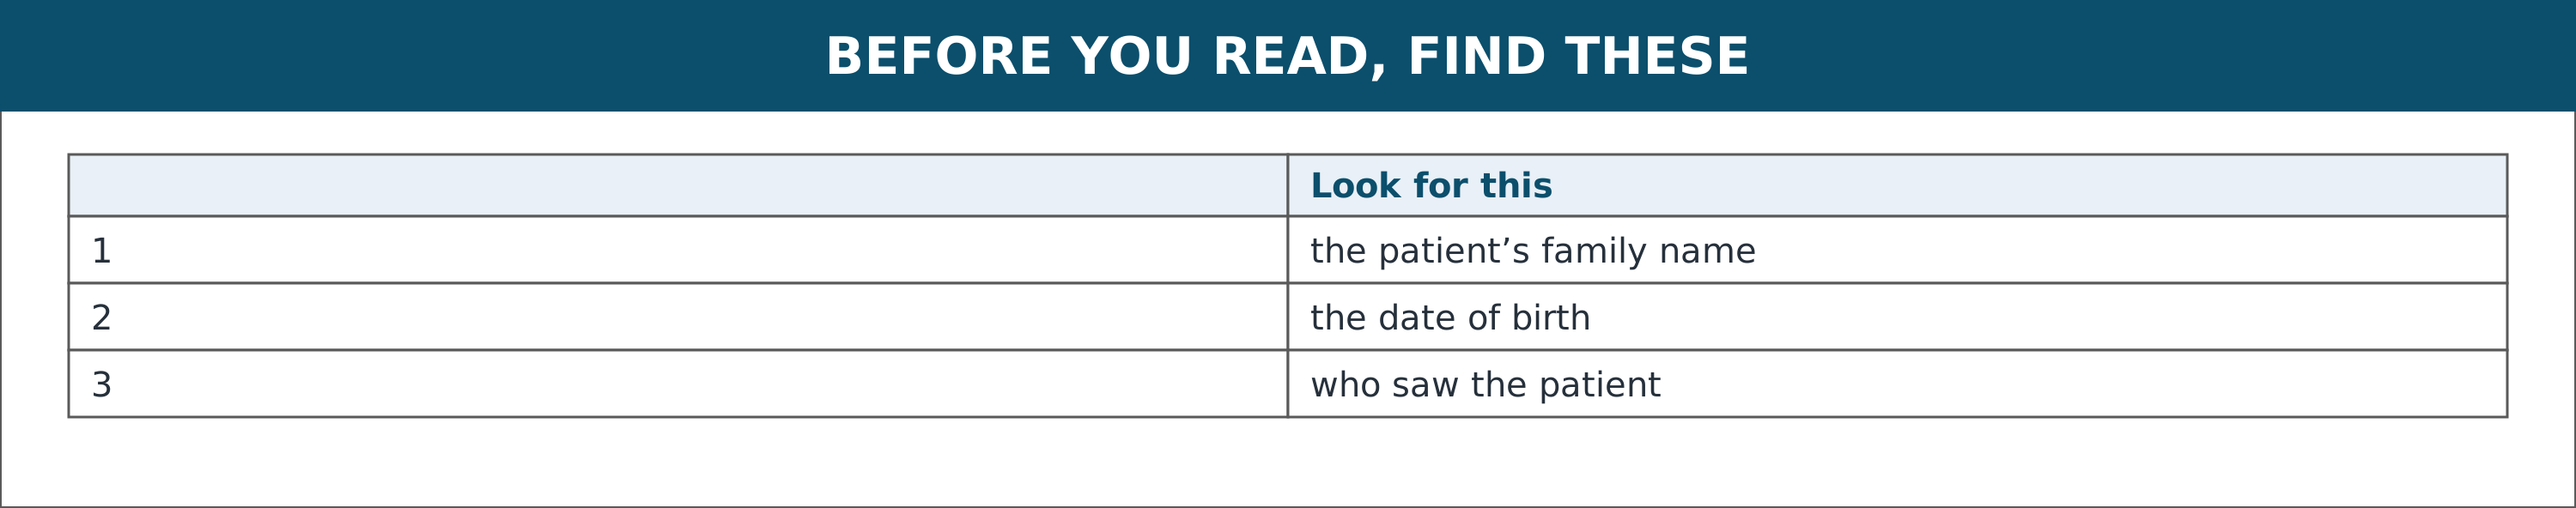 BEFORE YOU READ, FIND THESE
Look for this
1 the patient’s family name
2 the date of birth
3 who saw the patient